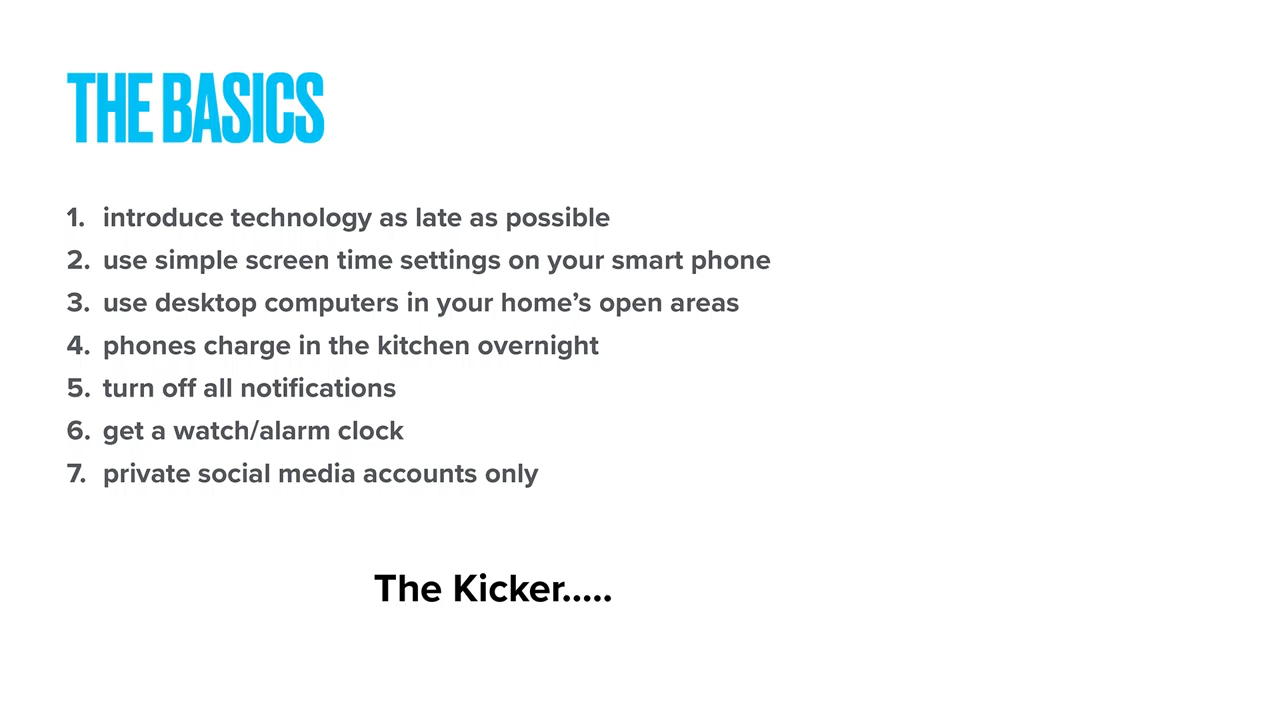 THE BASICS
1. introduce technology as late as possible
2. use simple screen time settings on your smart phone
3. use desktop computers in your home’s open areas
4. phones charge in the kitchen overnight
5. turn off all notifications
6. get a watch/alarm clock
7. private social media accounts only
The Kicker.....